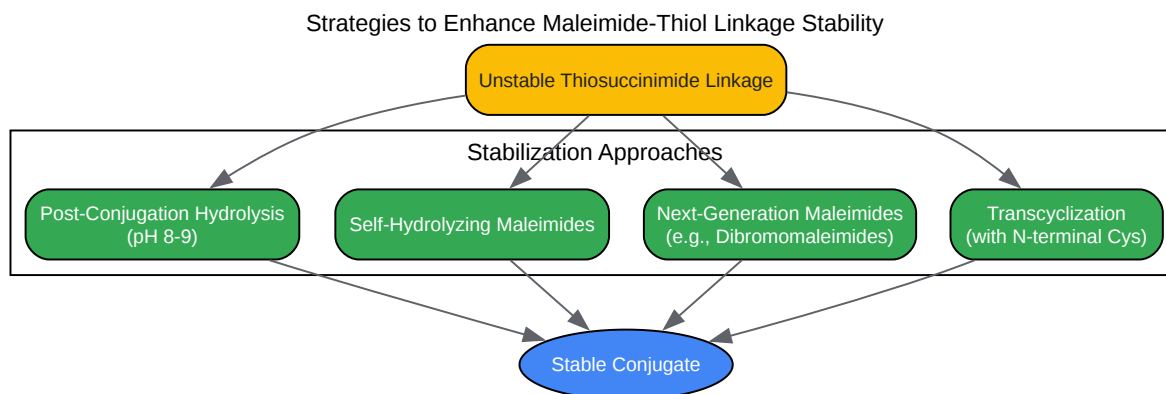 Strategies to Enhance Maleimide-Thiol Linkage Stability
Unstable Thiosuccinimide Linkage
Stabilization Approaches
Post-Conjugation Hydrolysis
(pH 8-9)
Self-Hydrolyzing Maleimides
Next-Generation Maleimides
(e.g., Dibromomaleimides)
Transcyclization
(with N-terminal Cys)
Stable Conjugate